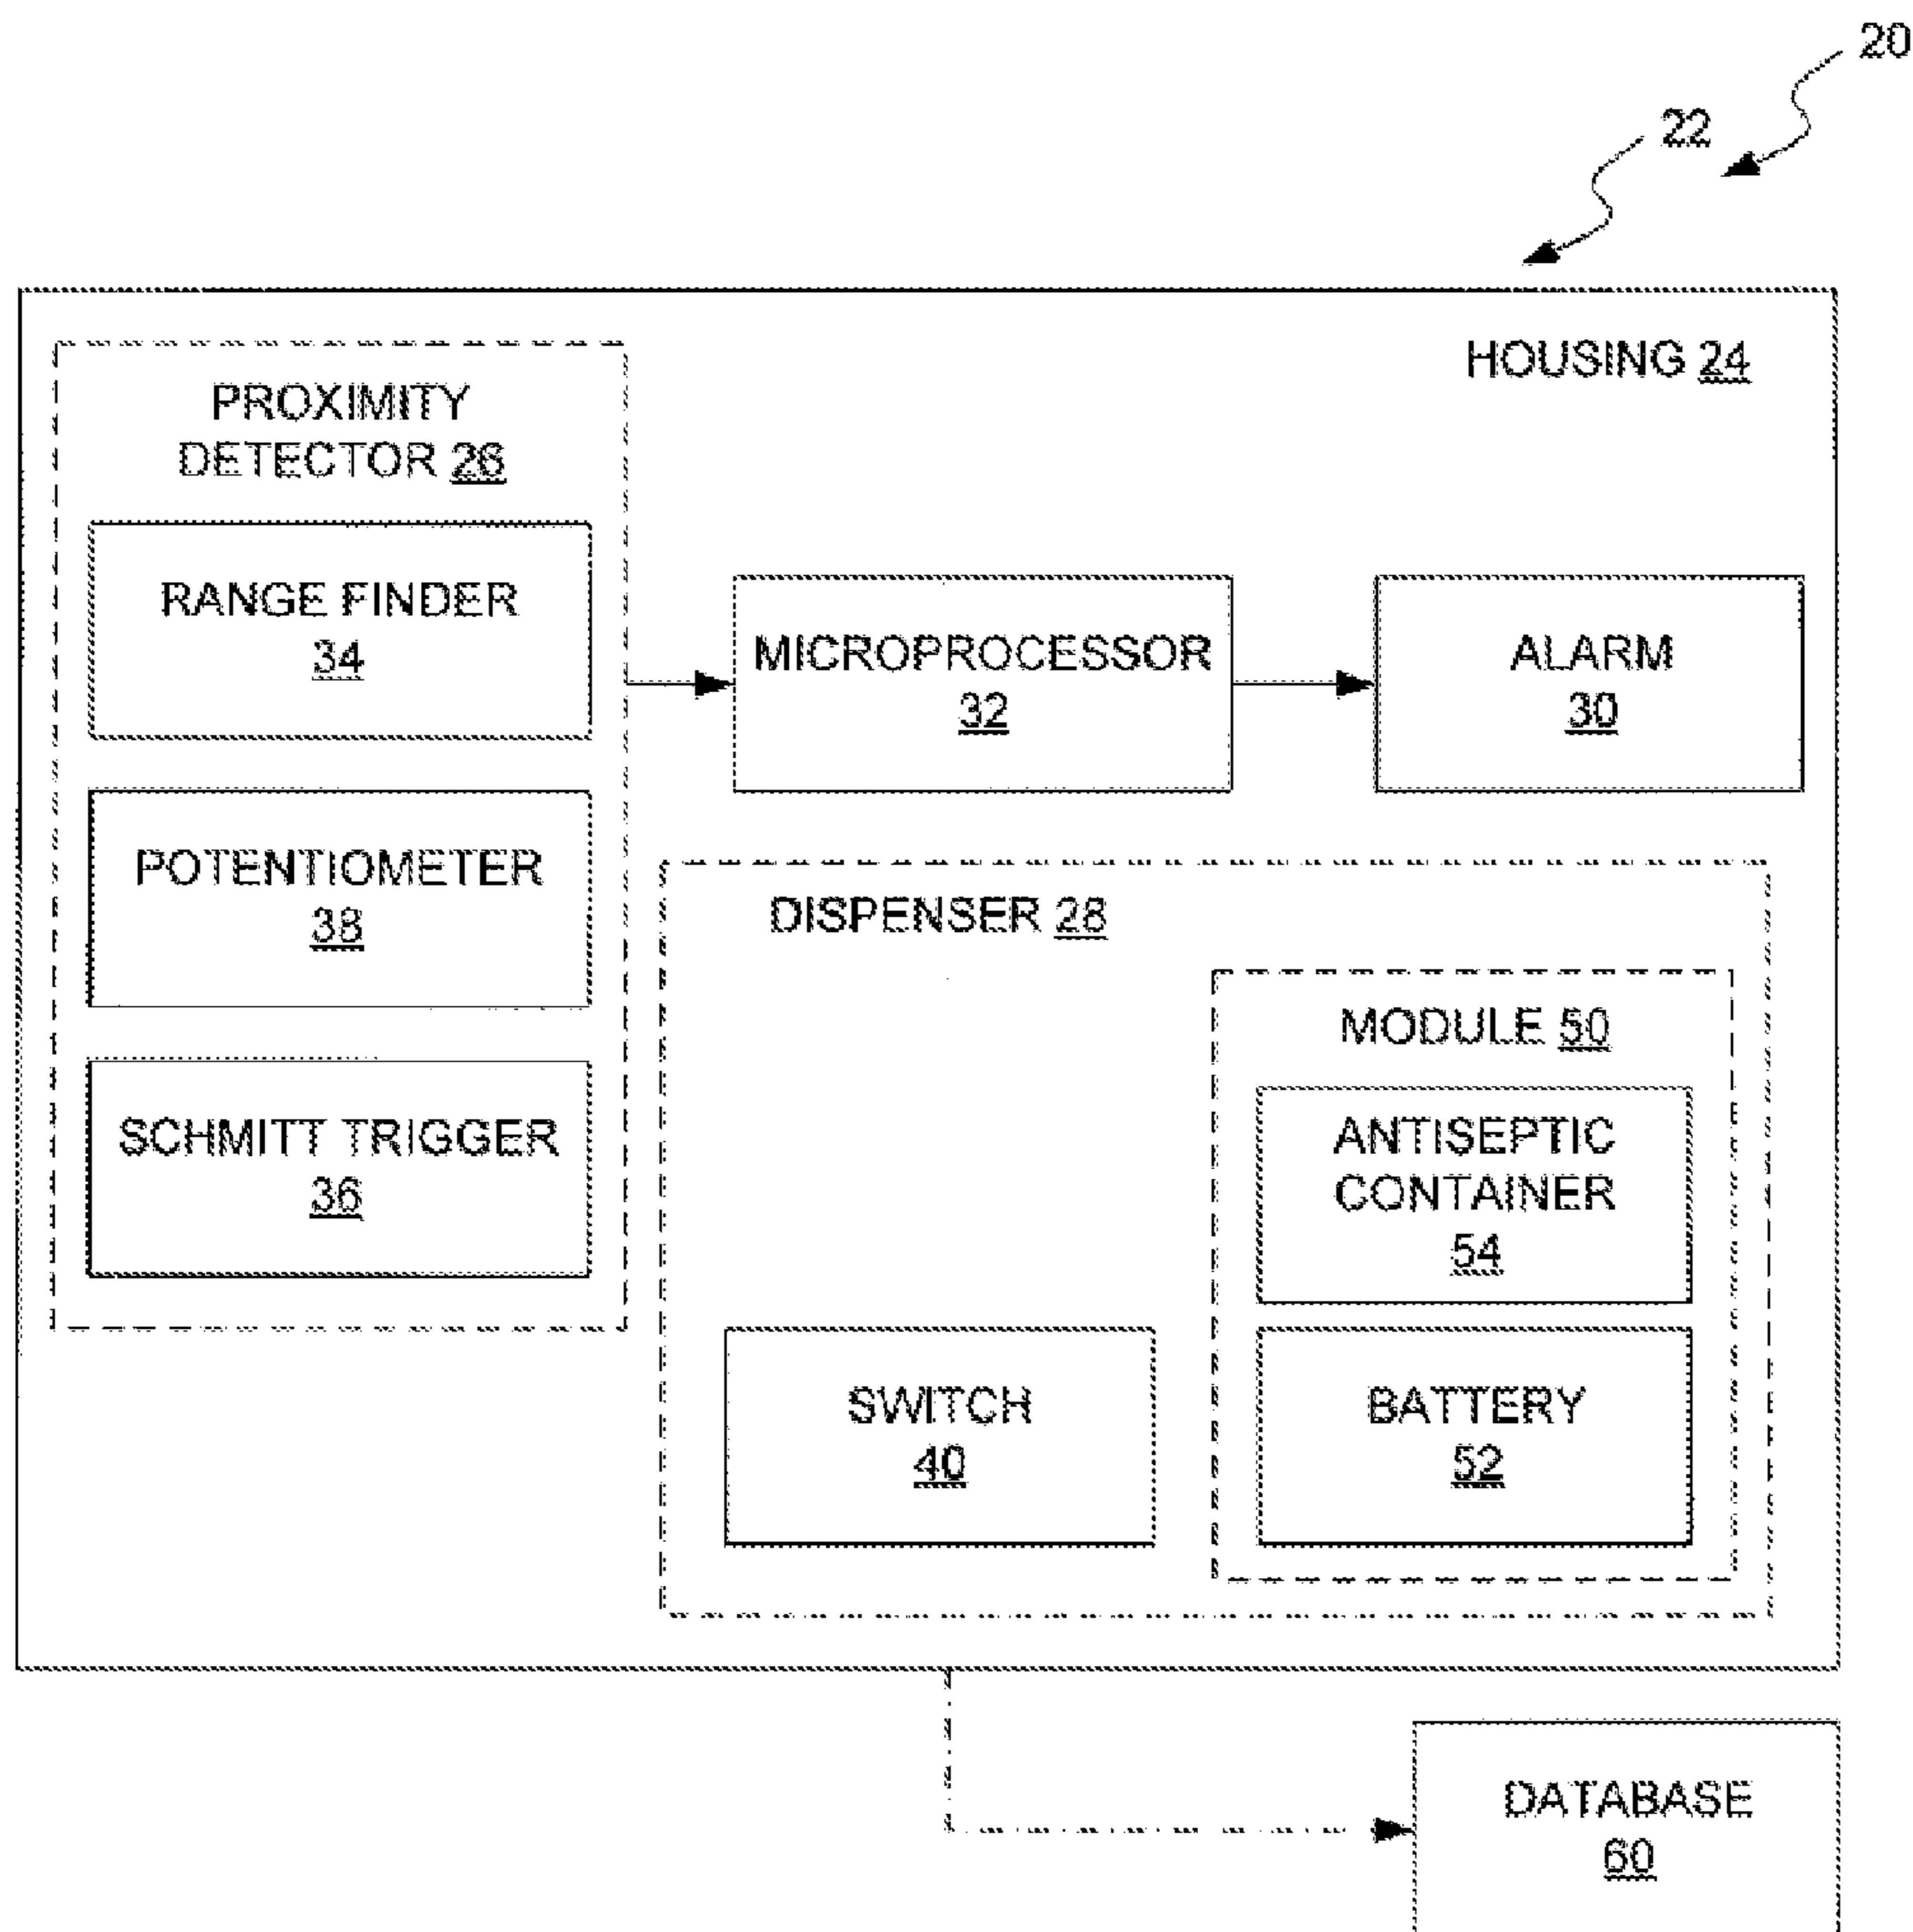 20
22
HOUSING 24
PROXIMITY
DETECTOR 26
RANGE FINDER
34
MICROPROCESSOR
32
ALARM
30
POTENTIOMETER
38
DISPENSER 28
MODULE 50
SCHMITT TRIGGER
36
ANTISEPTIC
CONTAINER
54
SWITCH
40
BATTERY
52
DATABASE
60